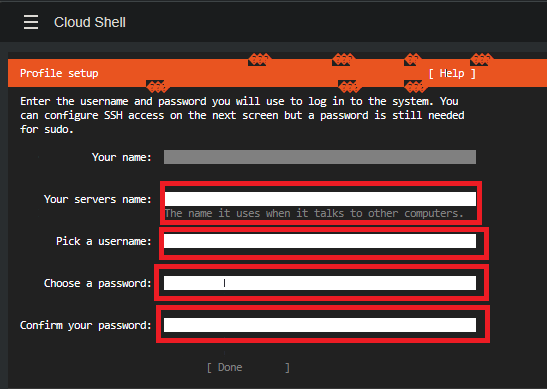 Cloud Shell
Profile setup [ Help ]
Enter the username and password you will use to log in to the system. You
can configure SSH access on the next screen but a password is still needed
for sudo.
Your name:
Your servers name:
The name it uses when it talks to other computers.
Pick a username:
Choose a password:
Confirm your password:
[ Done ]